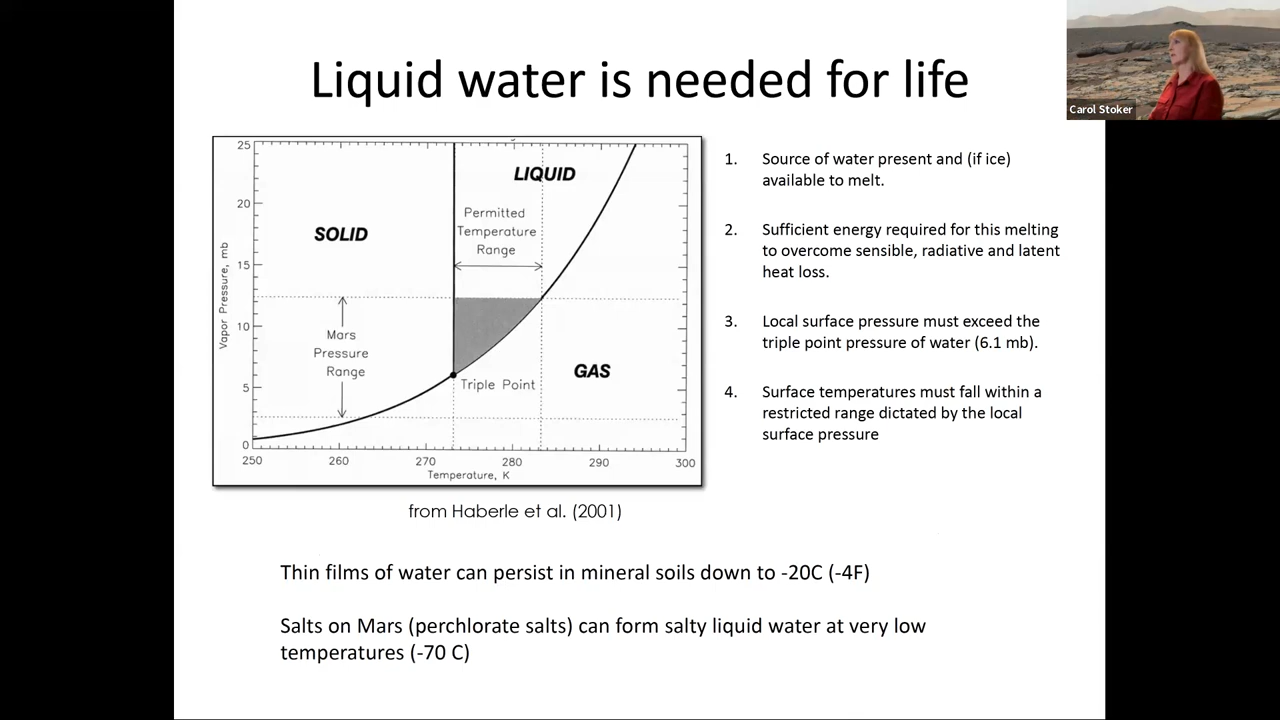 Liquid water is needed for life
Carol Stoker
25
20
15
10
5
0
Vapor Pressure, mb
SOLID
LIQUID
Permitted
Temperature
Range
Mars
Pressure
Range
Triple Point
GAS
250
260
270
280
290
300
Temperature, K
from Haberle et al. (2001)
1. Source of water present and (if ice)
available to melt.
2. Sufficient energy required for this melting
to overcome sensible, radiative and latent
heat loss.
3. Local surface pressure must exceed the
triple point pressure of water (6.1 mb).
4. Surface temperatures must fall within a
restricted range dictated by the local
surface pressure
Thin films of water can persist in mineral soils down to -20C (-4F)
Salts on Mars (perchlorate salts) can form salty liquid water at very low
temperatures (-70 C)